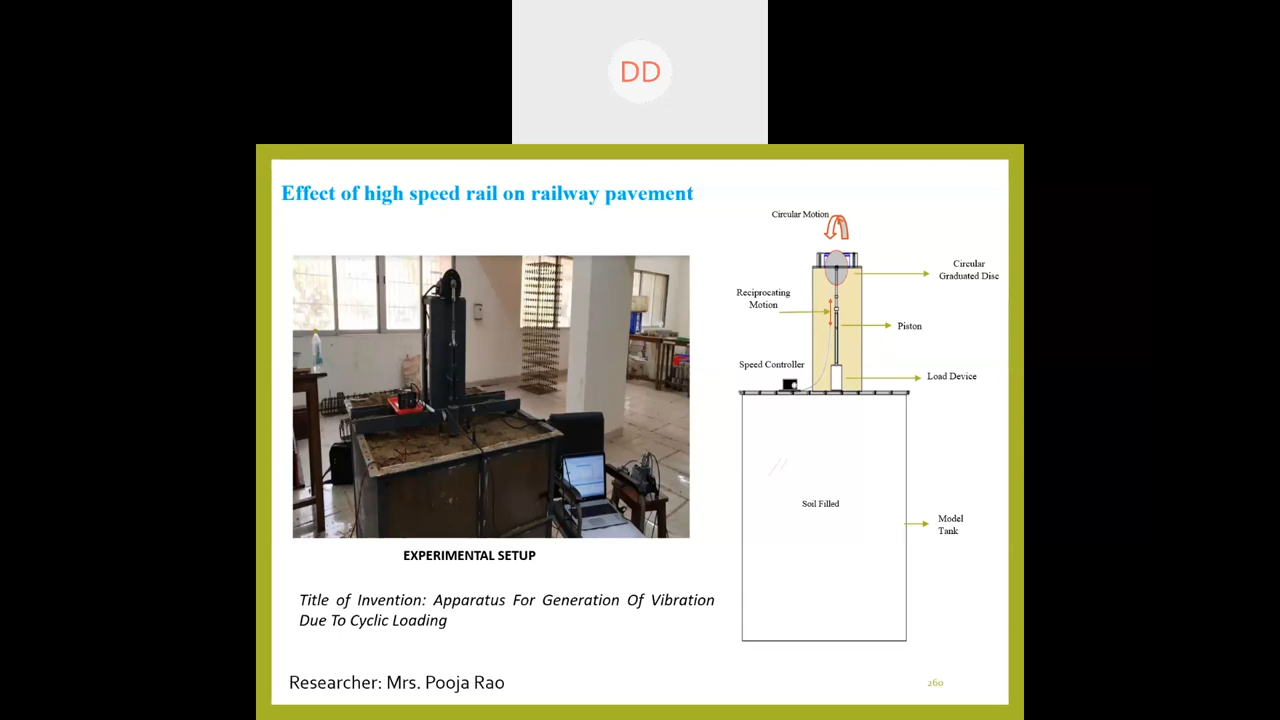 DD
Effect of high speed rail on railway pavement
Circular Motion
Circular
Graduated Disc
Reciprocating
Motion
Piston
Speed Controller
Load Device
Soil Filled
Model
Tank
EXPERIMENTAL SETUP
Title of Invention: Apparatus For Generation Of Vibration
Due To Cyclic Loading
Researcher: Mrs. Pooja Rao
260